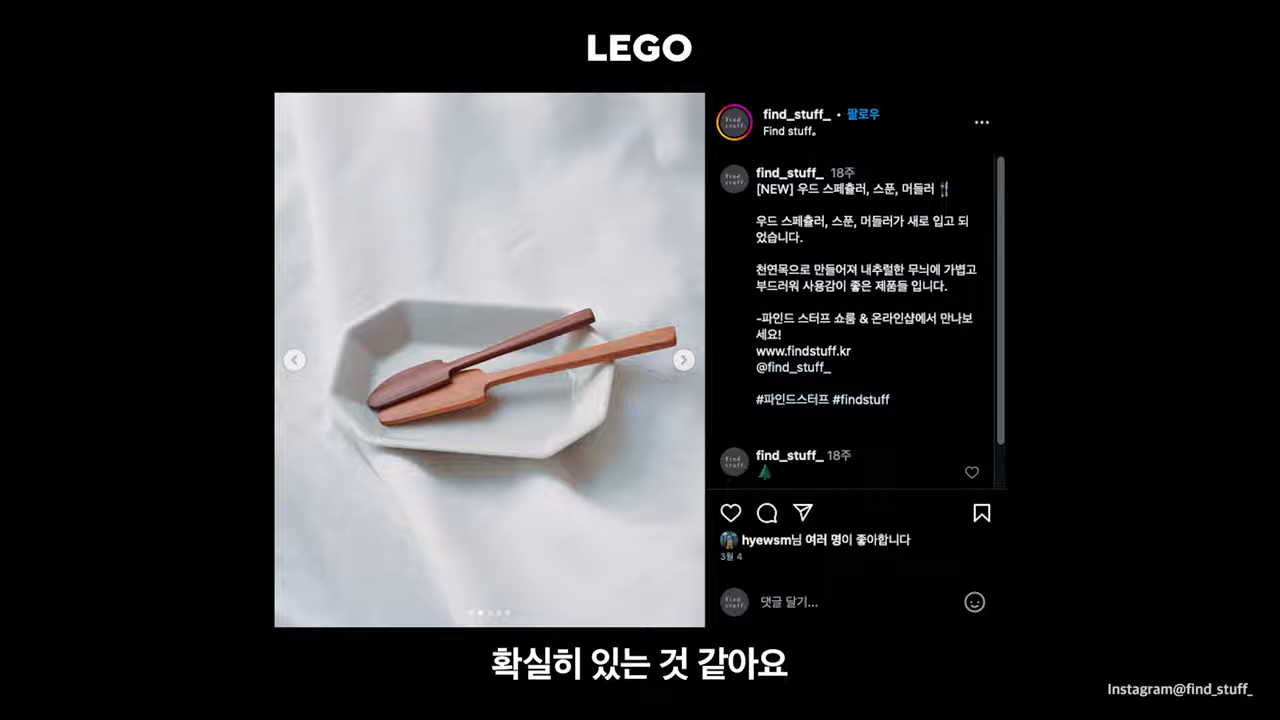 LEGO
find_stuff_ • 팔로우
Find stuff。
find_stuff_ 18주
[NEW] 우드 스페츌러, 스푼, 머들러 🍴
우드 스페츌러, 스푼, 머들러가 새로 입고 되
었습니다.
천연목으로 만들어져 내추럴한 무늬에 가볍고
부드러워 사용감이 좋은 제품들 입니다.
-파인드 스터프 쇼룸 & 온라인샵에서 만나보
세요!
www.findstuff.kr
@find_stuff_
#파인드스터프 #findstuff
find_stuff_ 18주
🌲
hyewsm님 여러 명이 좋아합니다
3월 4
댓글 달기...
확실히 있는 것 같아요
Instagram@find_stuff_